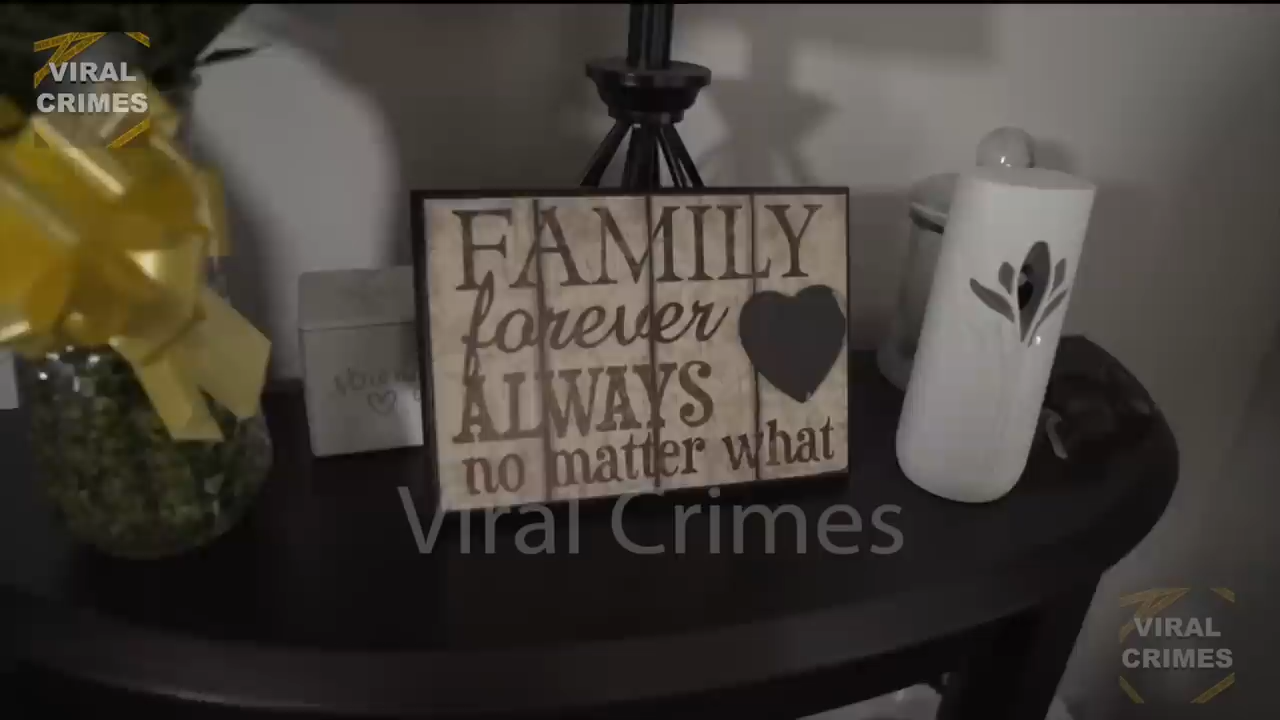 VIRAL
CRIMES
FAMILY
forever
ALWAYS
no matter what
Viral Crimes
VIRAL
CRIMES